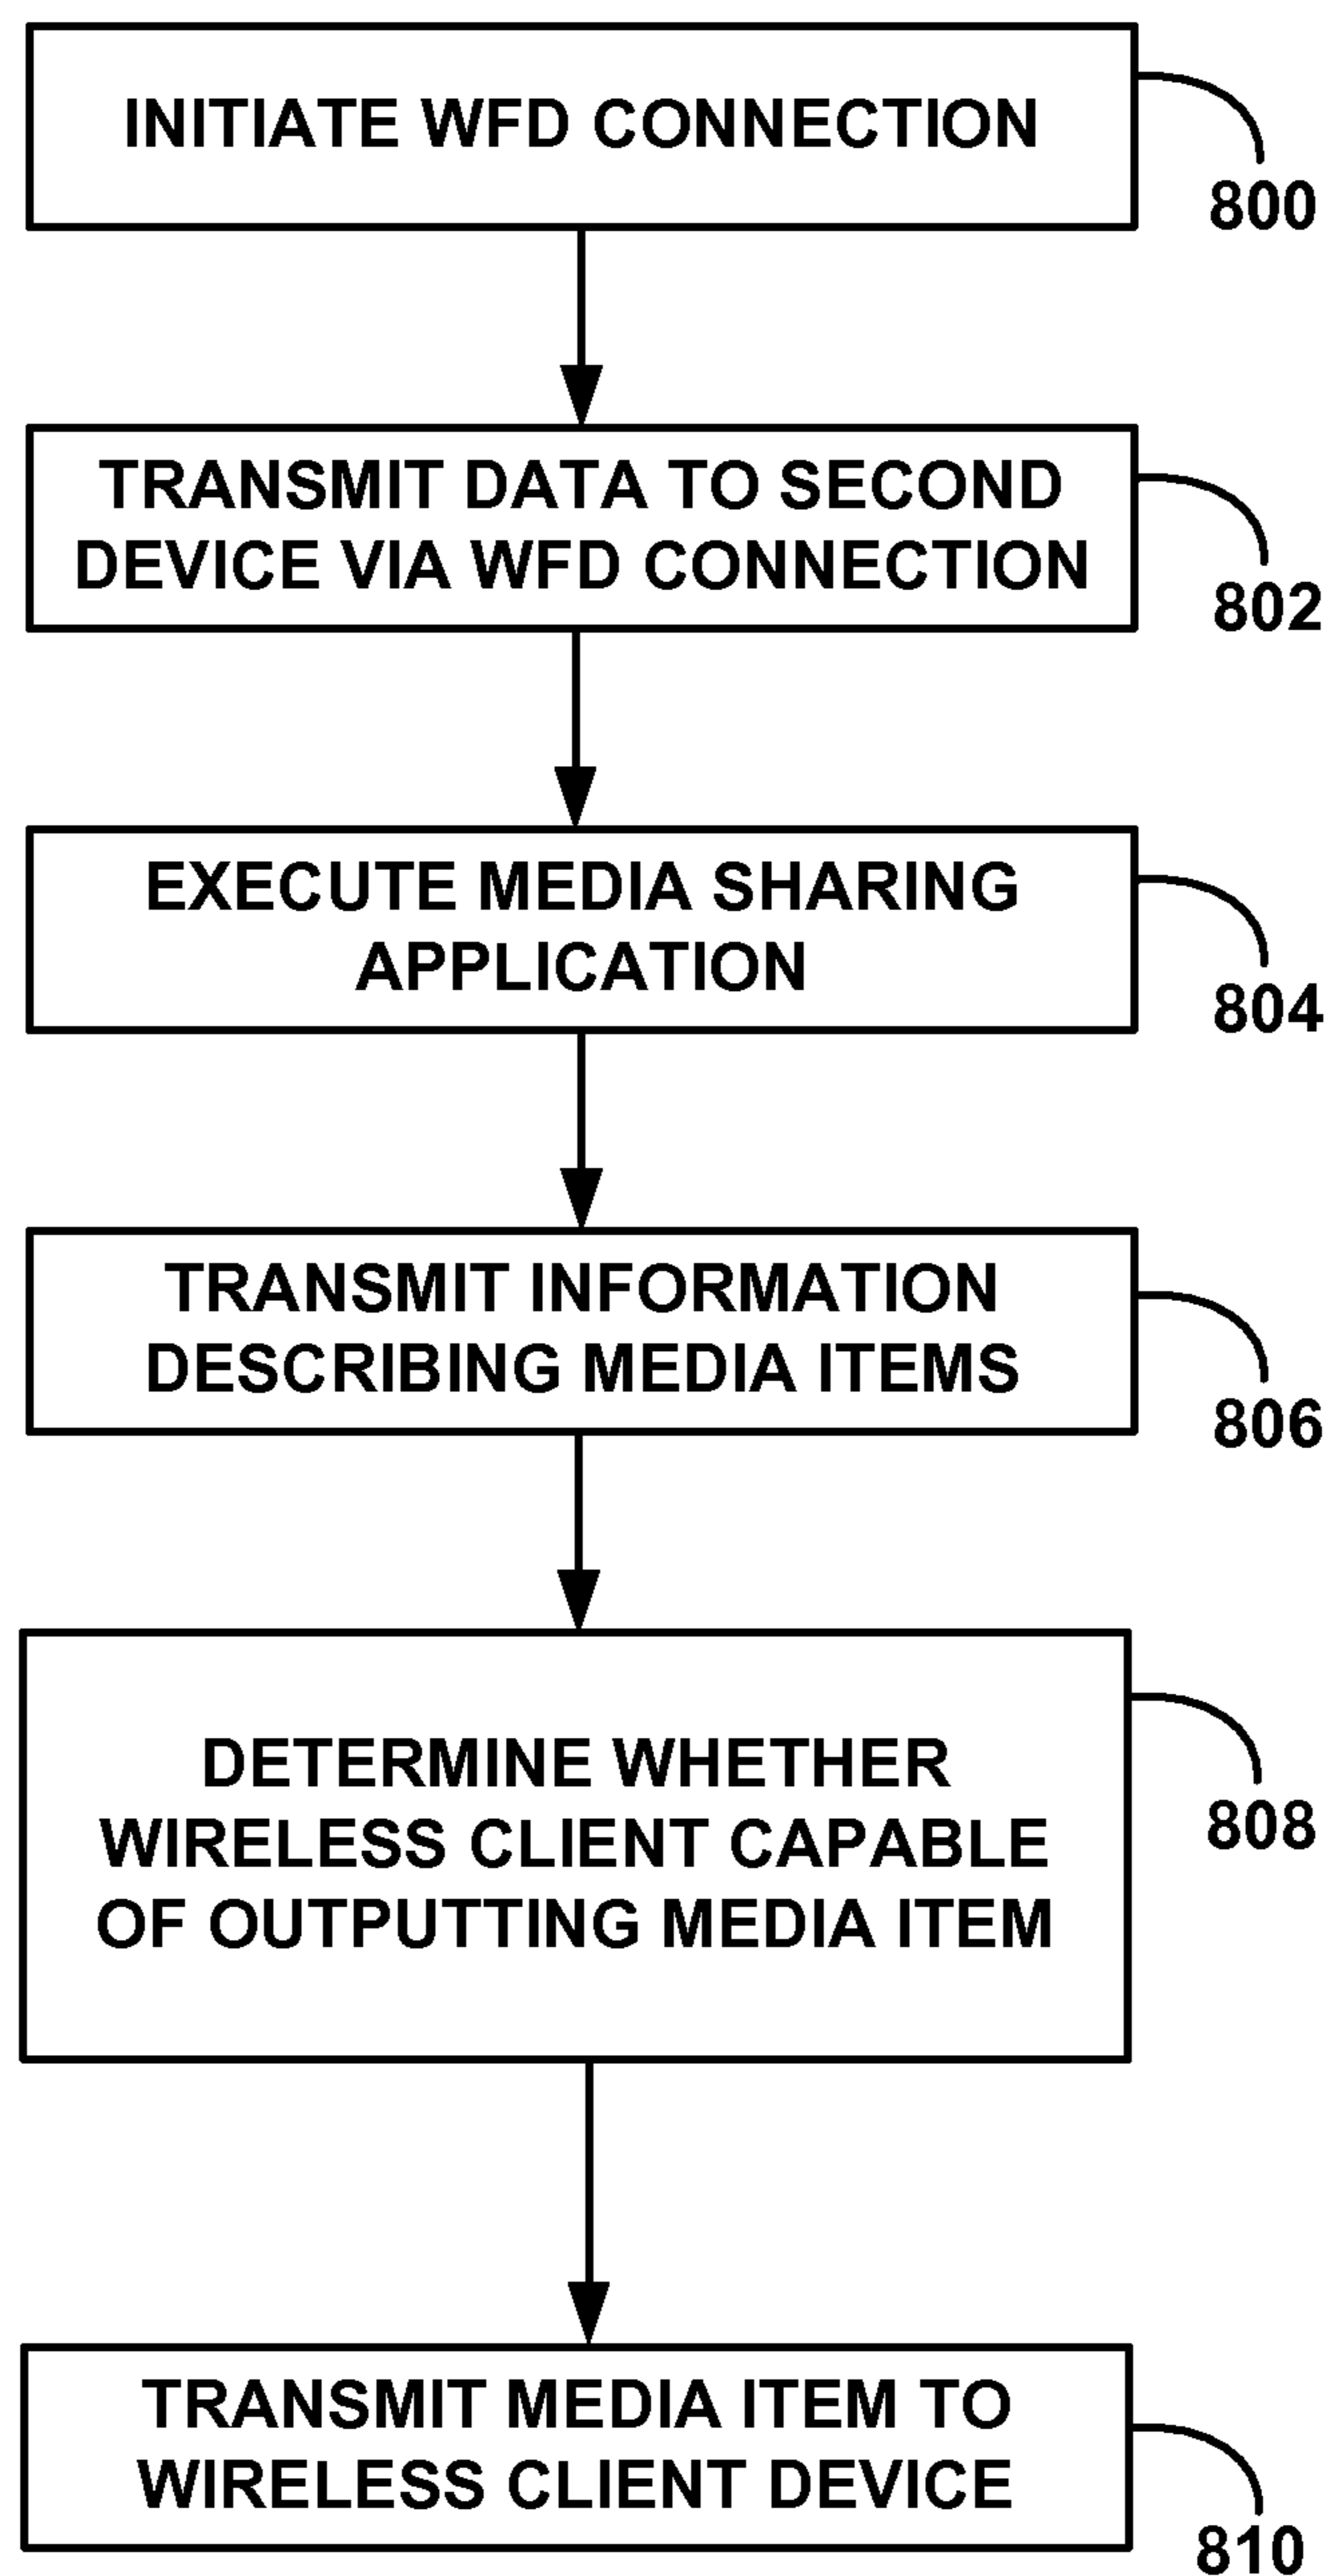 INITIATE WFD CONNECTION
800
TRANSMIT DATA TO SECOND
DEVICE VIA WFD CONNECTION
802
EXECUTE MEDIA SHARING
APPLICATION
804
TRANSMIT INFORMATION
DESCRIBING MEDIA ITEMS
806
DETERMINE WHETHER
WIRELESS CLIENT CAPABLE
OF OUTPUTTING MEDIA ITEM
808
TRANSMIT MEDIA ITEM TO
WIRELESS CLIENT DEVICE
810